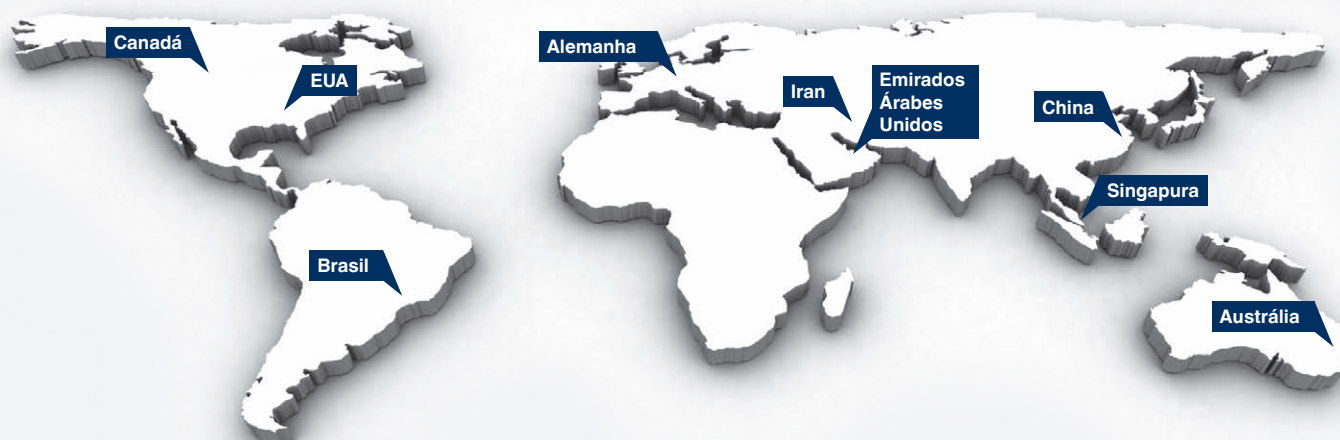 Canadá
EUA
Alemanha
Iran
Emirados
Árabes
Unidos
China
Singapura
Brasil
Austrália